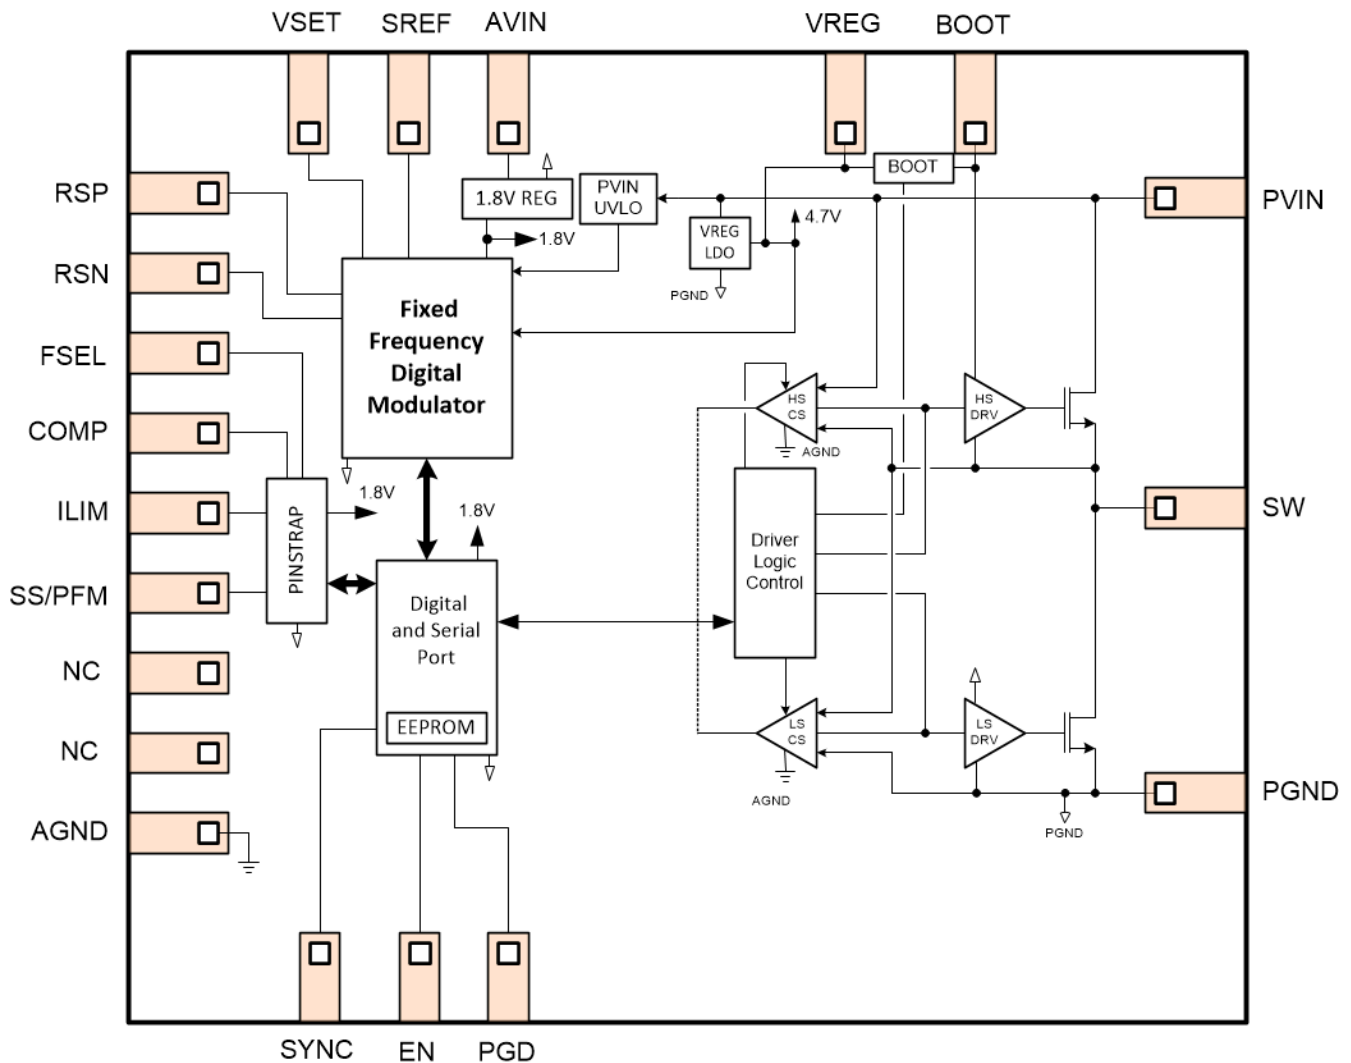 VSET
SREF
AVIN
VREG
BOOT
RSP
RSN
FSEL
COMP
ILIM
SS/PFM
NC
NC
AGND
1.8V REG
1.8V
PVIN
UVLO
VREG
LDO
PGND
4.7V
BOOT
PVIN
Fixed
Frequency
Digital
Modulator
HS
CS
AGND
HS
DRV
SW
PINSTRAP
1.8V
1.8V
Digital
and Serial
Port
EEPROM
Driver
Logic
Control
LS
CS
AGND
LS
DRV
PGND
PGND
SYNC
EN
PGD